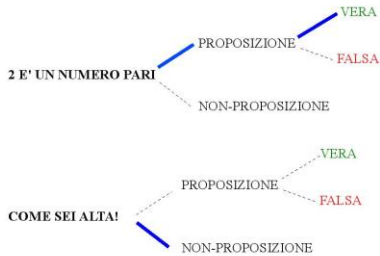 VERA
PROPOSIZIONE
FALSA
2 E' UN NUMERO PARI
NON-PROPOSIZIONE
VERA
PROPOSIZIONE
FALSA
COME SEI ALTA!
NON-PROPOSIZIONE